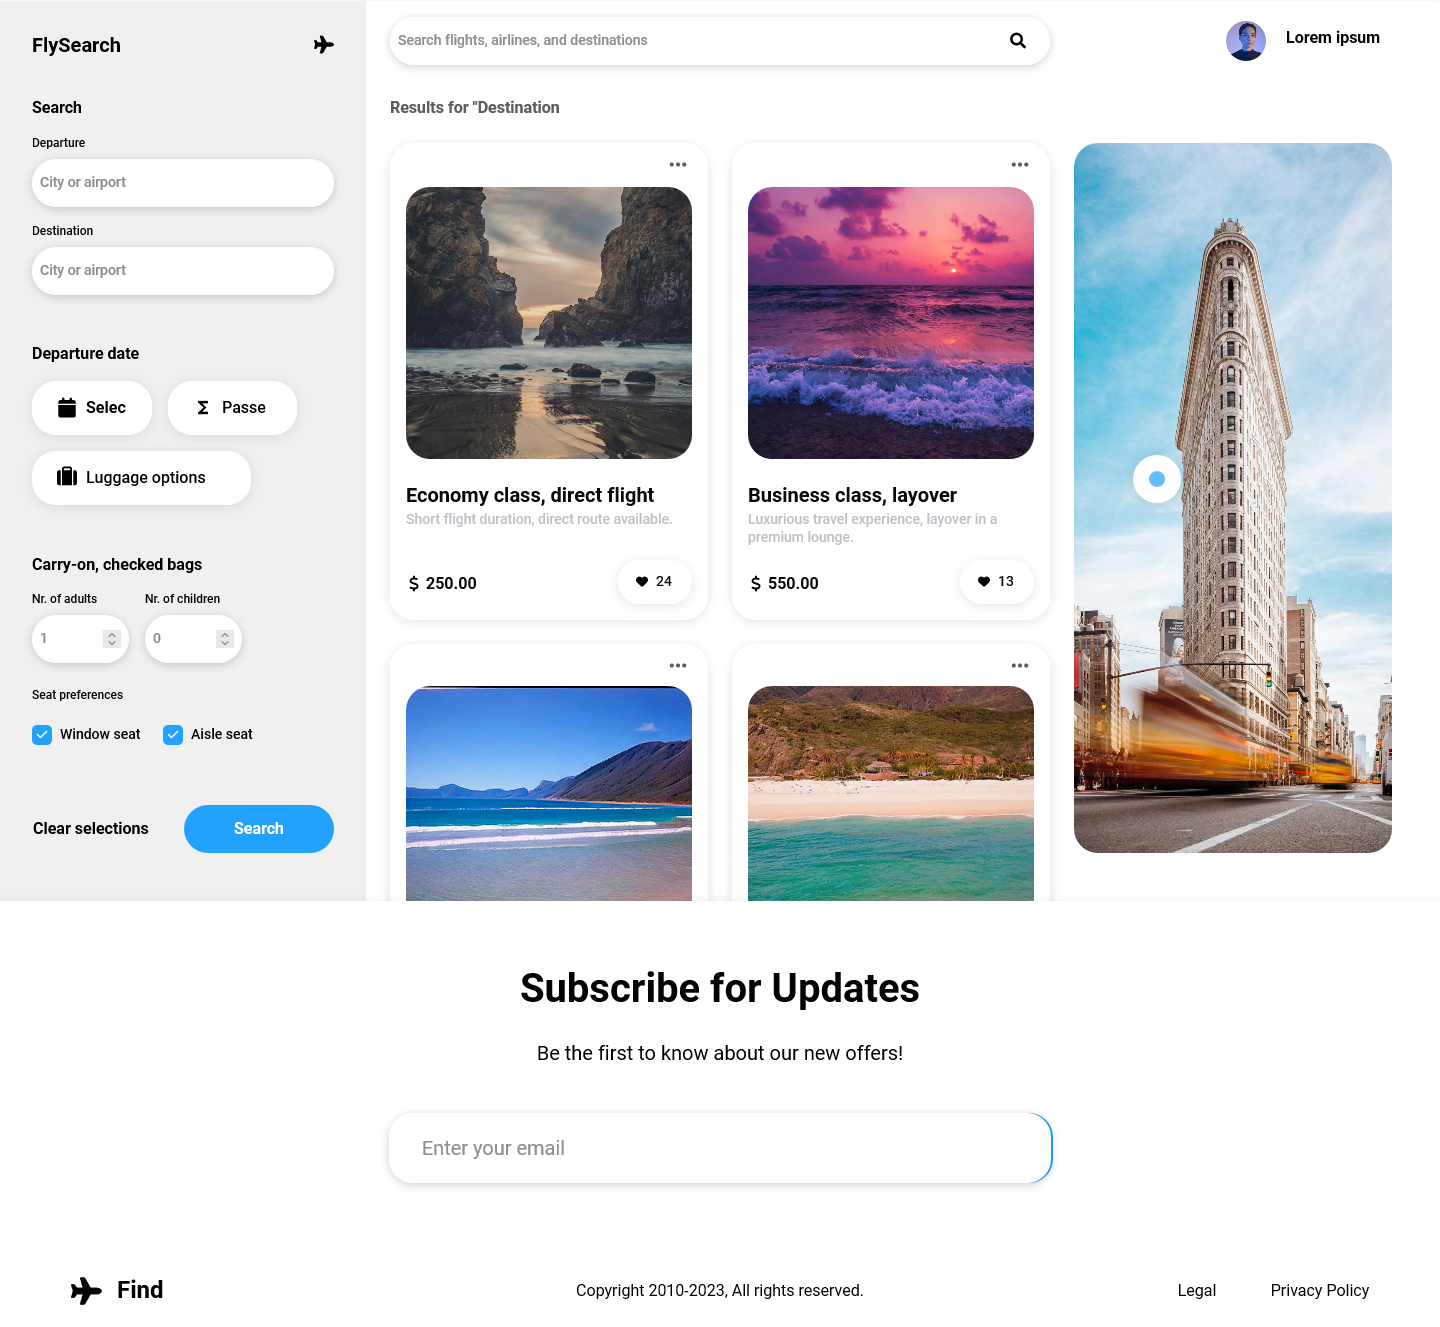 FlySearch
Search
Departure
City or airport
Destination
City or airport
Departure date
Selec
Passe
Luggage options
Carry-on, checked bags
Nr. of adults
Nr. of children
1
0
Seat preferences
Window seat
Aisle seat
Clear selections
Search
Search flights, airlines, and destinations
Lorem ipsum
Results for "Destination
Economy class, direct flight
Short flight duration, direct route available.
$ 250.00
24
Business class, layover
Luxurious travel experience, layover in a
premium lounge.
$ 550.00
13
Subscribe for Updates
Be the first to know about our new offers!
Enter your email
Find
Copyright 2010-2023, All rights reserved.
Legal
Privacy Policy